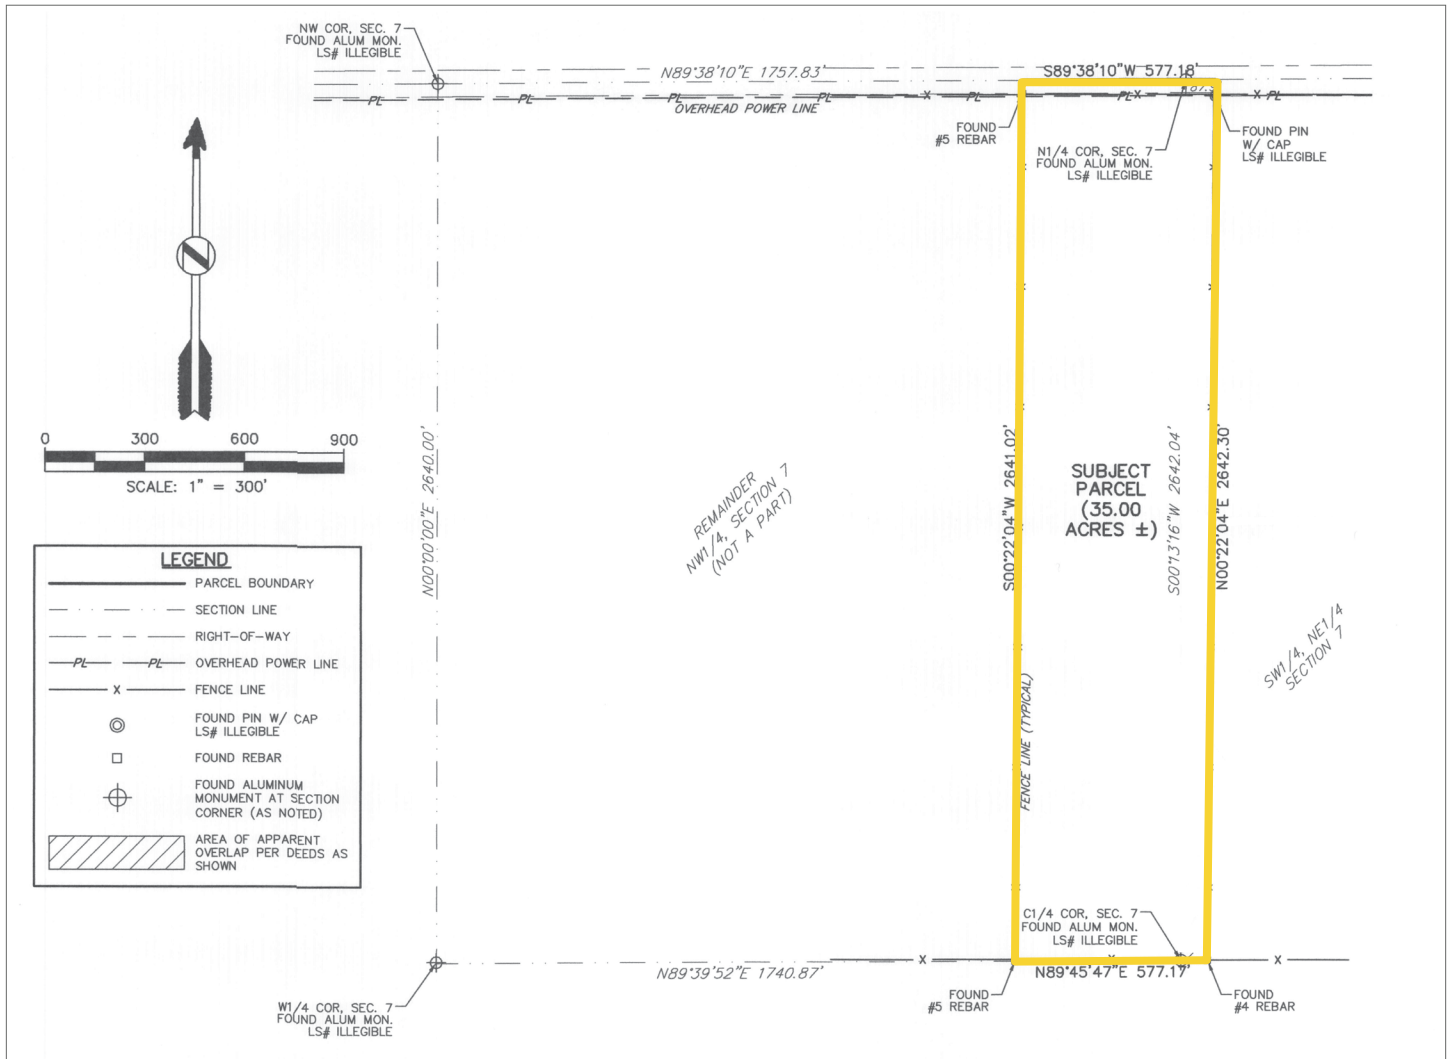 NW COR, SEC. 7
FOUND ALUM MON.
LS# ILLEGIBLE
N89°38'10"E 1757.83'
S89°38'10"W 577.18'
PL
PL
PL
PL
X
PL
PL
X
X
PL
OVERHEAD POWER LINE
FOUND
#5 REBAR
N1/4 COR, SEC. 7
FOUND ALUM MON.
LS# ILLEGIBLE
FOUND PIN
W/ CAP
LS# ILLEGIBLE
N
0 300 600 900
SCALE: 1" = 300'
N00°00'00"E 2640.00'
REMAINDER
NW1/4, SECTION 7
(NOT A PART)
S00°22'04"W 2641.02'
SUBJECT
PARCEL
(35.00
ACRES ±)
S00°13'16"W 2642.04'
N00°22'04"E 2642.30'
SW1/4, NE1/4
SECTION 7
FENCE LINE (TYPICAL)
LEGEND
PARCEL BOUNDARY
SECTION LINE
RIGHT-OF-WAY
PL PL OVERHEAD POWER LINE
X FENCE LINE
FOUND PIN W/ CAP
LS# ILLEGIBLE
FOUND REBAR
FOUND ALUMINUM
MONUMENT AT SECTION
CORNER (AS NOTED)
AREA OF APPARENT
OVERLAP PER DEEDS AS
SHOWN
C1/4 COR, SEC. 7
FOUND ALUM MON.
LS# ILLEGIBLE
X
X
X
N89°39'52"E 1740.87'
N89°45'47"E 577.17'
W1/4 COR, SEC. 7
FOUND ALUM MON.
LS# ILLEGIBLE
FOUND
#5 REBAR
FOUND
#4 REBAR